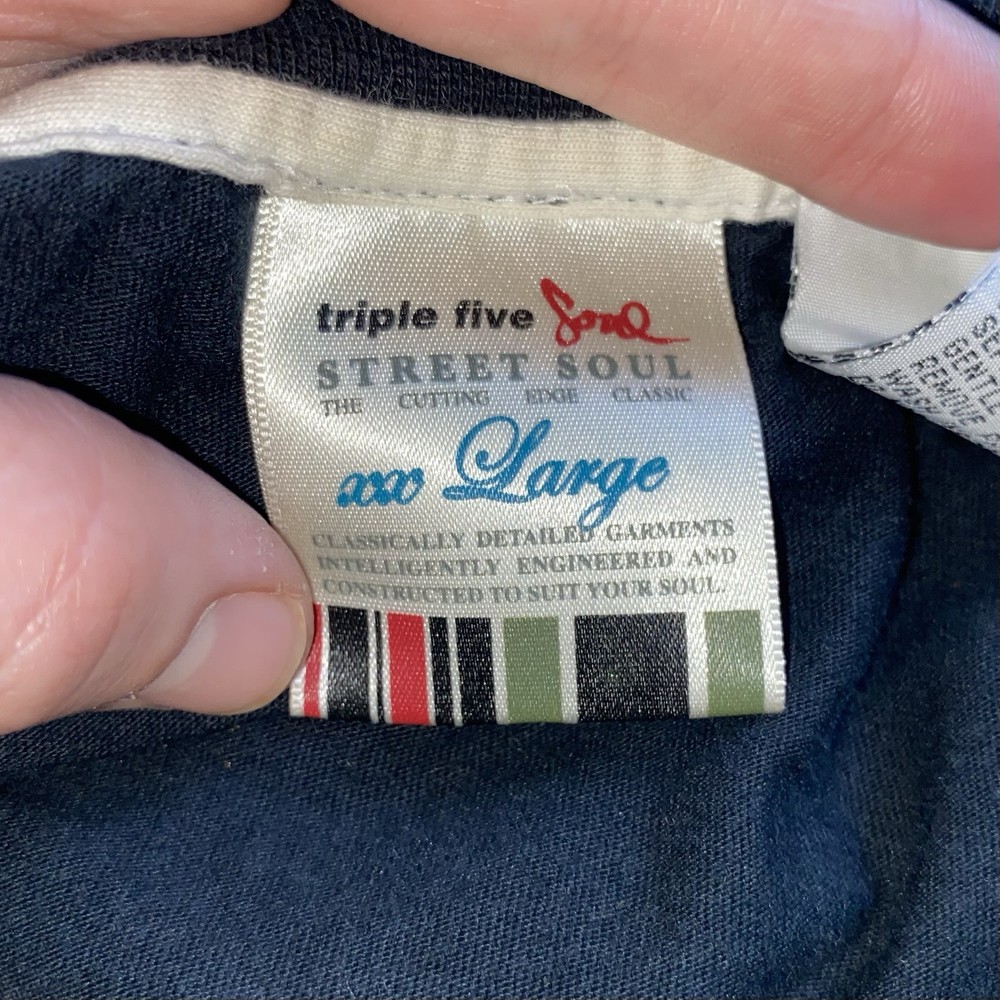 triple five Soul
STREET SOUL
THE CUTTING EDGE CLASSIC
xxx Large
CLASSICALLY DETAILED GARMENTS
INTELLIGENTLY ENGINEERED AND
CONSTRUCTED TO SUIT YOUR SOUL.
REMOVE